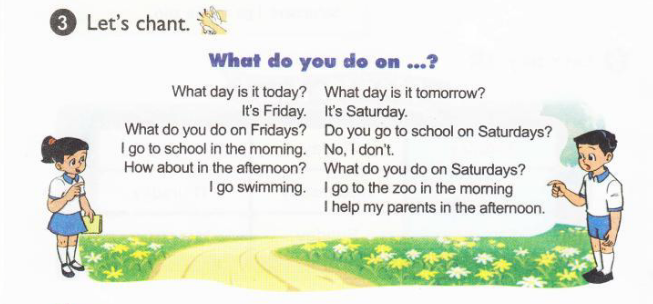 3 Let's chant.
What do you do on ...?
What day is it today?
It's Friday.
What do you do on Fridays?
I go to school in the morning.
How about in the afternoon?
I go swimming.
What day is it tomorrow?
It's Saturday.
Do you go to school on Saturdays?
No, I don't.
What do you do on Saturdays?
I go to the zoo in the morning
I help my parents in the afternoon.